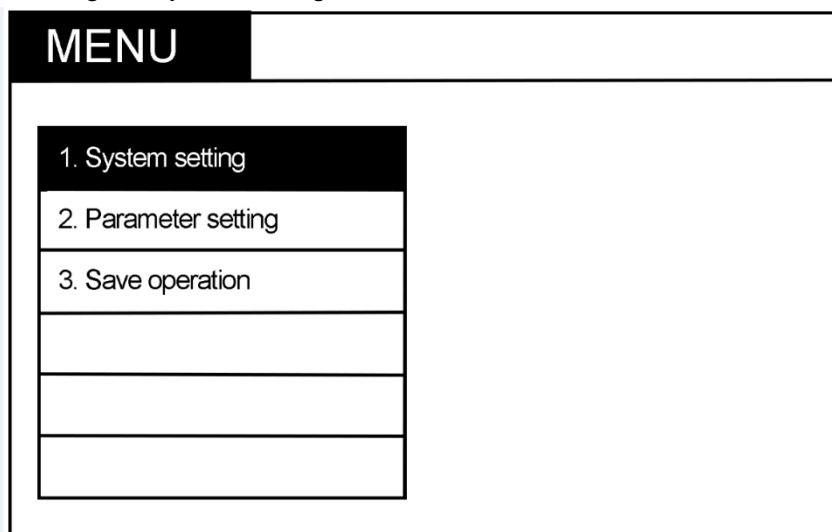 MENU
1. System setting
2. Parameter setting
3. Save operation